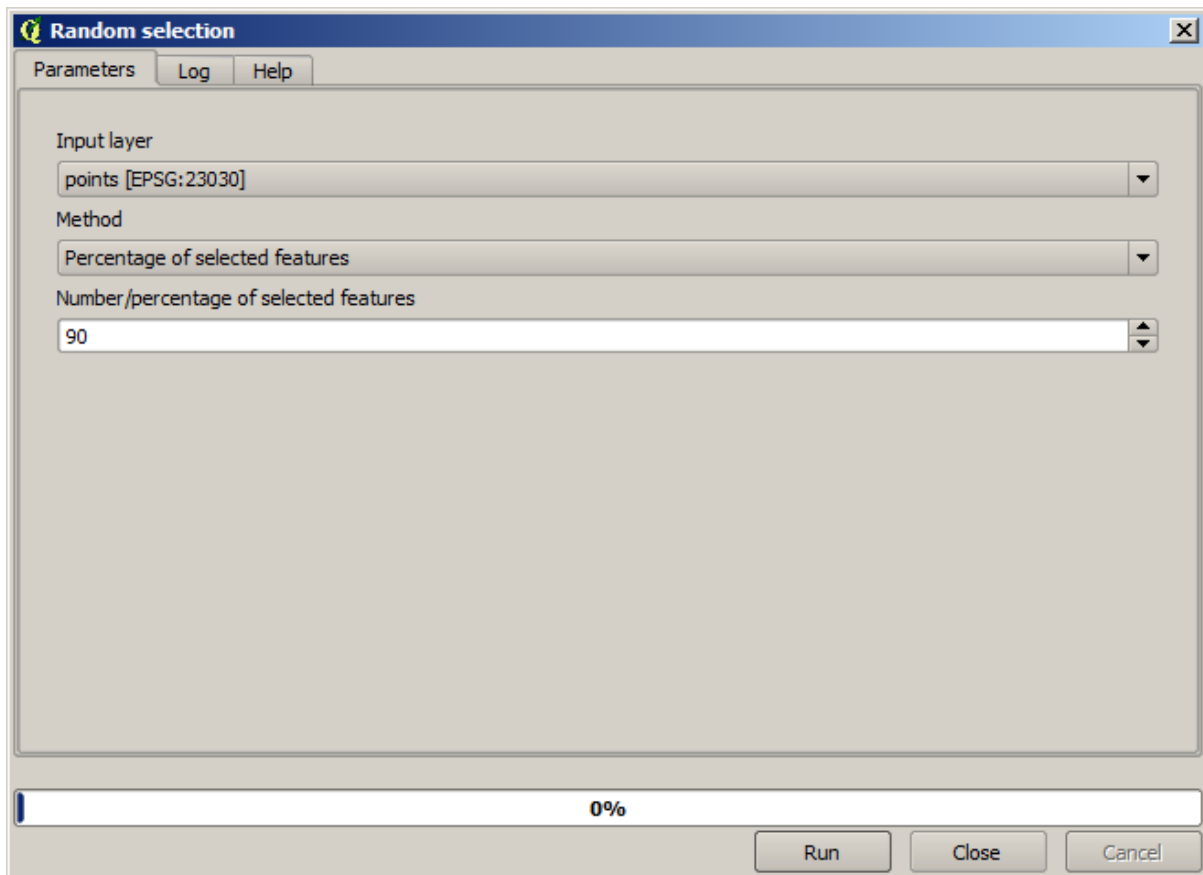 Random selection
Parameters Log Help
Input layer
points [EPSG:23030]
Method
Percentage of selected features
Number/percentage of selected features
90
0%
Run Close Cancel